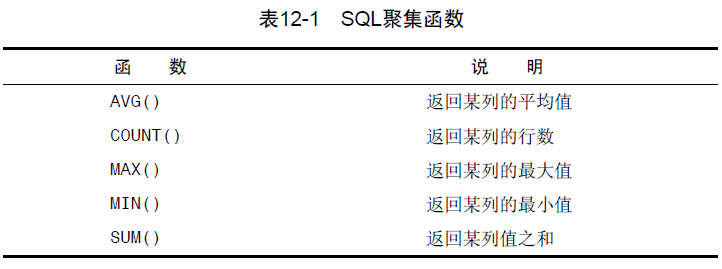 表12-1 SQL聚集函数
函 数 说 明
AVG() 返回某列的平均值
COUNT() 返回某列的行数
MAX() 返回某列的最大值
MIN() 返回某列的最小值
SUM() 返回某列值之和